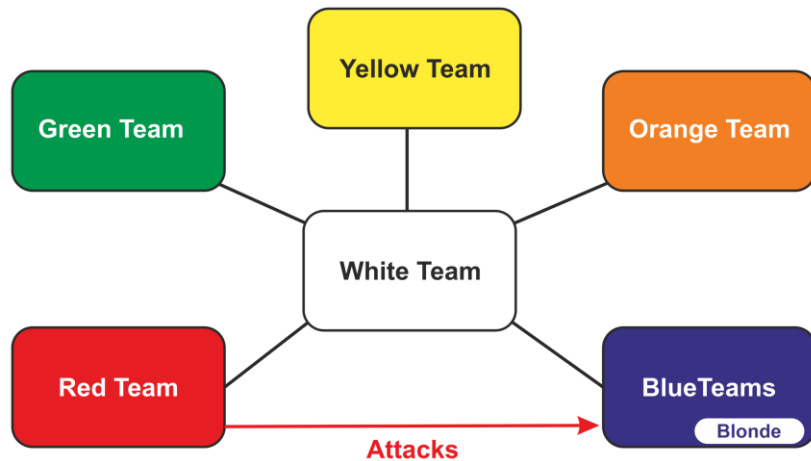 Yellow Team
Green Team
Orange Team
White Team
Red Team
BlueTeams
Blonde
Attacks